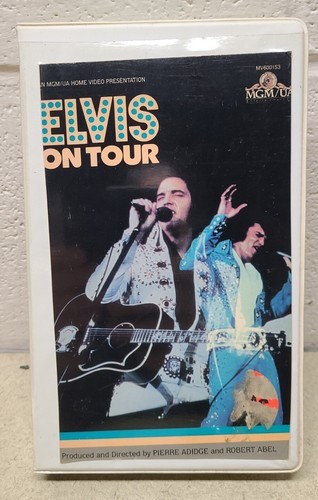 AN MGM/UA HOME VIDEO PRESENTATION
MV600153
MGM/UA
ELVIS
ON TOUR
Produced and Directed by PIERRE ADIDGE and ROBERT ABEL